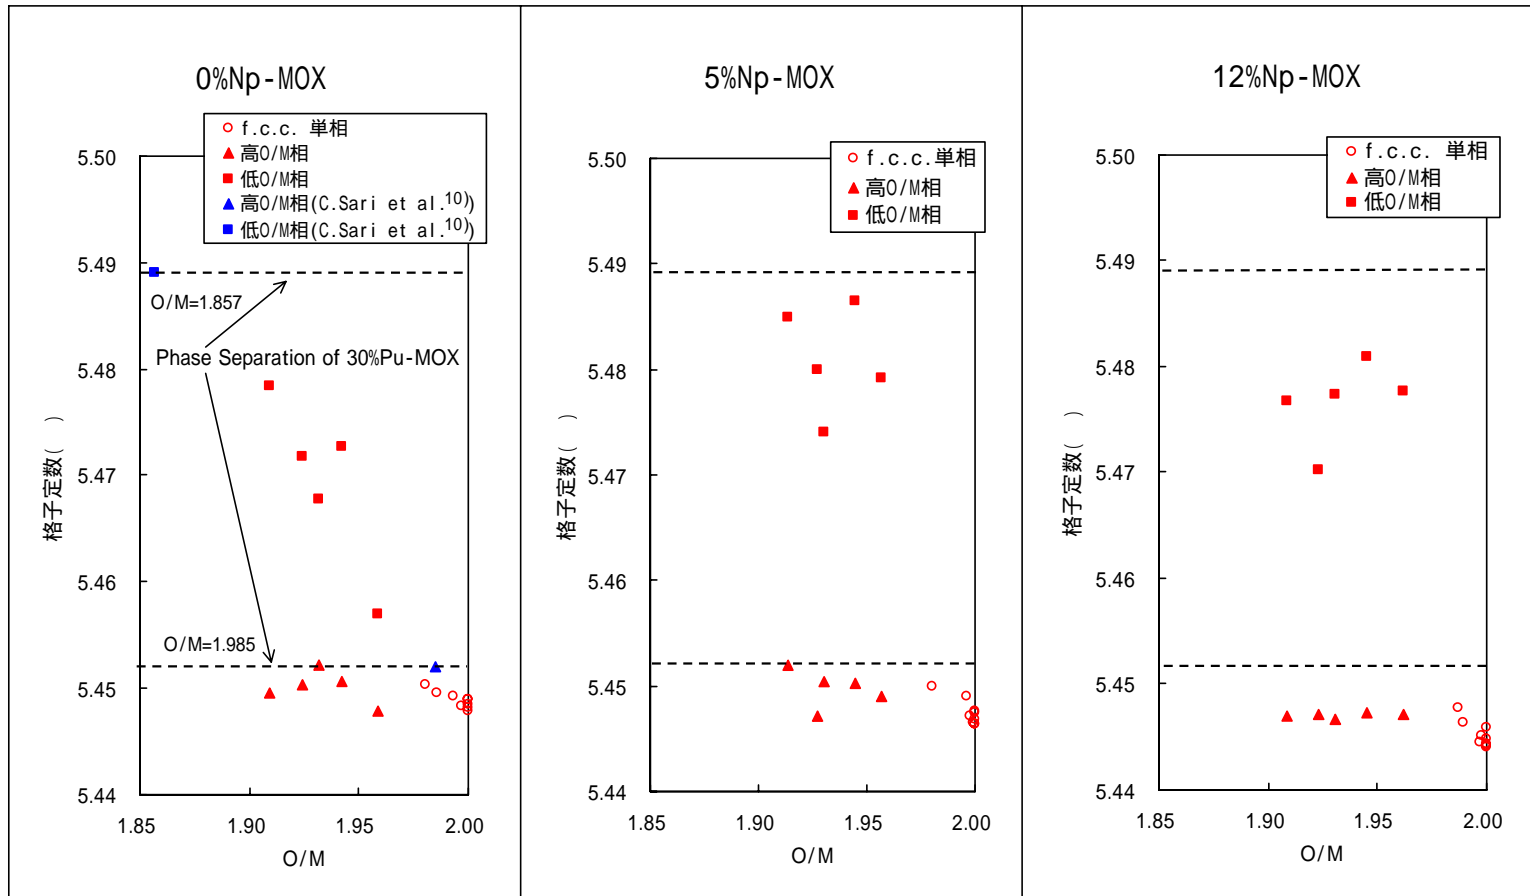 0%Np-MOX
f.c.c. 単相
高O/M相
低O/M相
高O/M相(C.Sari et al.10))
低O/M相(C.Sari et al.10))
5.50
5.49
5.48
5.47
5.46
5.45
5.44
格子定数( )
O/M=1.857
Phase Separation of 30%Pu-MOX
O/M=1.985
1.85 1.90 1.95 2.00
O/M
5%Np-MOX
f.c.c.単相
高O/M相
低O/M相
5.50
5.49
5.48
5.47
5.46
5.45
5.44
格子定数( )
1.85 1.90 1.95 2.00
O/M
12%Np-MOX
f.c.c. 単相
高O/M相
低O/M相
5.50
5.49
5.48
5.47
5.46
5.45
5.44
格子定数( )
1.85 1.90 1.95 2.00
O/M